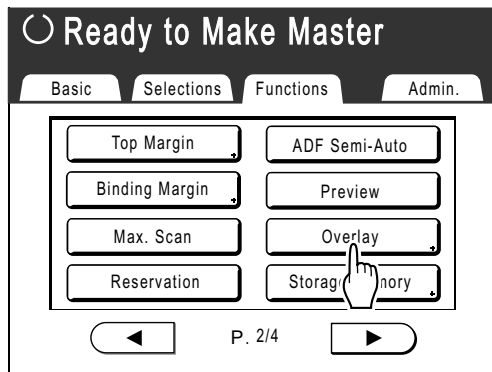 Ready to Make Master
Basic Selections Functions Admin.
Top Margin ADF Semi-Auto
Binding Margin Preview
Max. Scan Overlay
Reservation Storage
P. 2/4